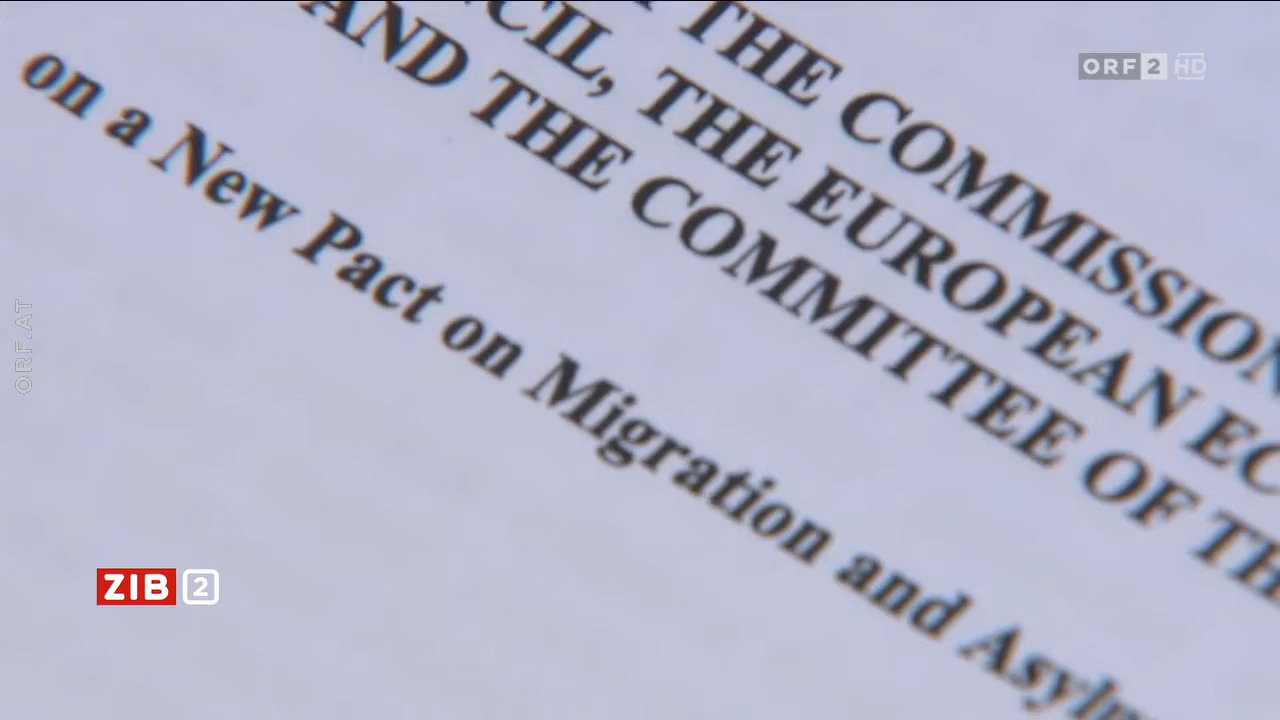 THE COMMISSION
CIL, THE EUROPEAN EC
AND THE COMMITTEE OF TH
on a New Pact on Migration and Asylu
ORF 2 HD
ORF.AT
ZIB 2